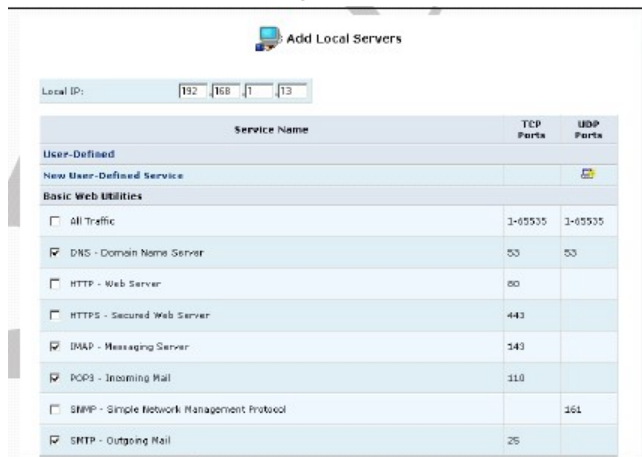 Add Local Servers
Local IP: 192 .168 .1 .13
Service Name TCP Ports UDP Ports
User-Defined
New User-Defined Service
Basic Web Utilities
All Traffic 1-65535 1-65535
DNS - Domain Name Server 53 53
HTTP - Web Server 80
HTTPS - Secured Web Server 443
IMAP - Messaging Server 143
POP3 - Incoming Mail 110
SNMP - Simple Network Management Protocol 161
SMTP - Outgoing Mail 25